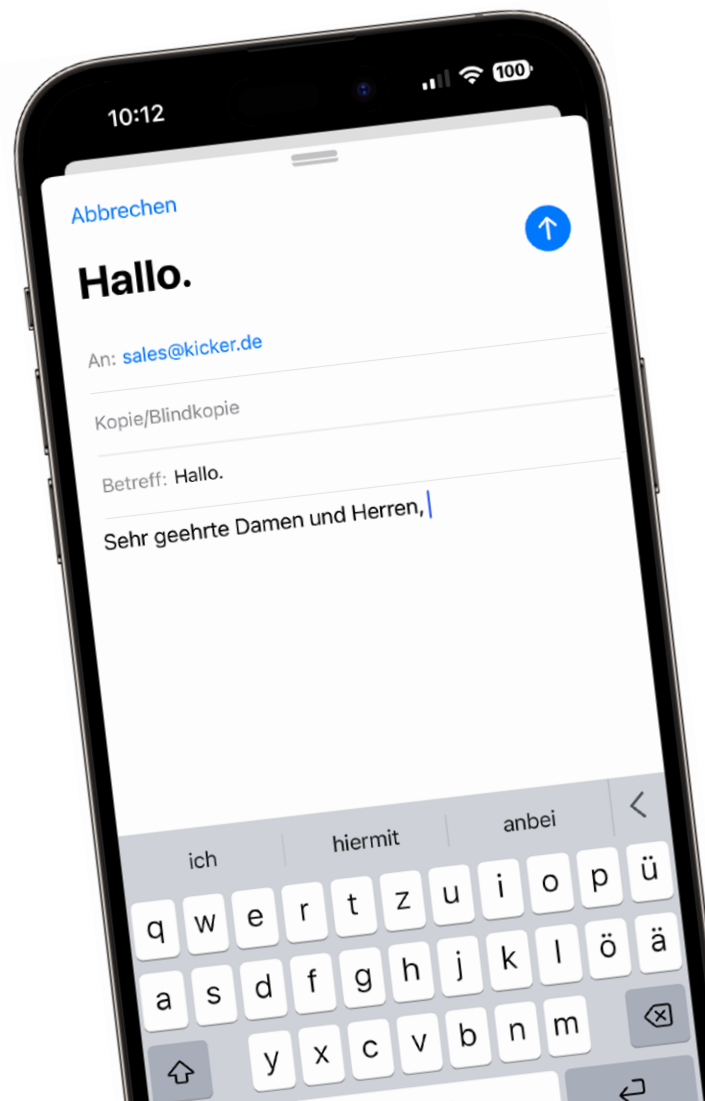 10:12
100
Abbrechen
Hallo.
An: sales@kicker.de
Kopie/Blindkopie
Betreff: Hallo.
Sehr geehrte Damen und Herren,
ich hiermit anbei
q w e r t z u i o p ü
a s d f g h j k l ö ä
y x c v b n m